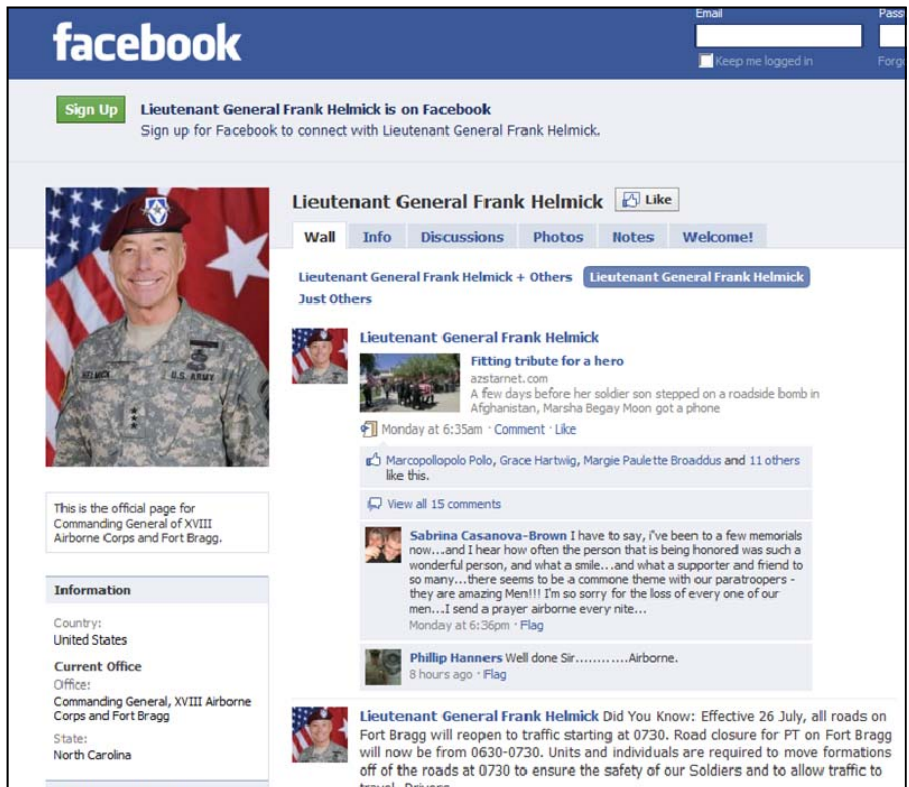 Email
Pass
facebook
Keep me logged in
Forg
Sign Up
Lieutenant General Frank Helmick is on Facebook
Sign up for Facebook to connect with Lieutenant General Frank Helmick.
Lieutenant General Frank Helmick
Like
Wall Info Discussions Photos Notes Welcome!
Lieutenant General Frank Helmick + Others Lieutenant General Frank Helmick
Just Others
HELMICK U.S. ARMY
This is the official page for
Commanding General of XVIII
Airborne Corps and Fort Bragg.
Information
Country:
United States
Current Office
Office:
Commanding General, XVIII Airborne
Corps and Fort Bragg
State:
North Carolina
Lieutenant General Frank Helmick
Fitting tribute for a hero
azstarnet.com
A few days before her soldier son stepped on a roadside bomb in
Afghanistan, Marsha Begay Moon got a phone
Monday at 6:35am · Comment · Like
Marcopollopolo Polo, Grace Hartwig, Margie Paulette Broaddus and 11 others
like this.
View all 15 comments
Sabrina Casanova-Brown I have to say, i've been to a few memorials
now...and I hear how often the person that is being honored was such a
wonderful person, and what a smile...and what a supporter and friend to
so many...there seems to be a commone theme with our paratroopers -
they are amazing Men!!! I'm so sorry for the loss of every one of our
men...I send a prayer airborne every nite...
Monday at 6:36pm · Flag
Phillip Hanners Well done Sir............Airborne.
8 hours ago · Flag
Lieutenant General Frank Helmick Did You Know: Effective 26 July, all roads on
Fort Bragg will reopen to traffic starting at 0730. Road closure for PT on Fort Bragg
will now be from 0630-0730. Units and individuals are required to move formations
off of the roads at 0730 to ensure the safety of our Soldiers and to allow traffic to